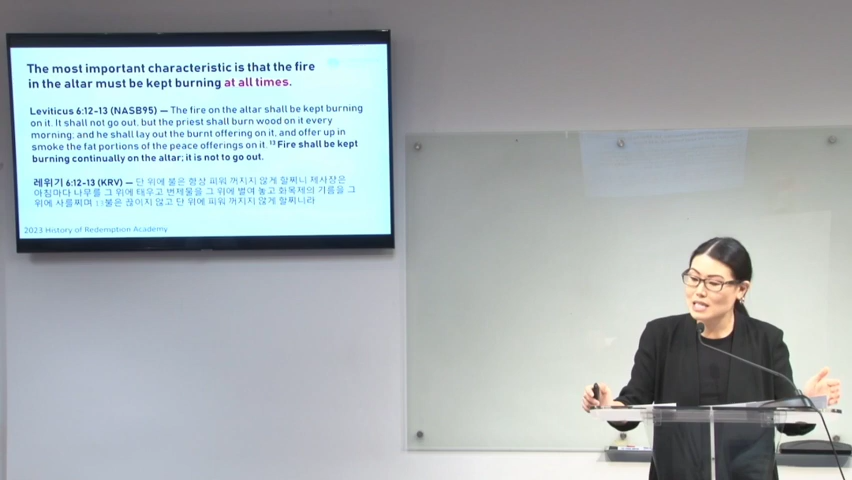 The most important characteristic is that the fire
in the altar must be kept burning at all times.
Leviticus 6:12-13 (NASB95) — The fire on the altar shall be kept burning
on it. It shall not go out, but the priest shall burn wood on it every
morning; and he shall lay out the burnt offering on it, and offer up in
smoke the fat portions of the peace offerings on it. ¹³ Fire shall be kept
burning continually on the altar; it is not to go out.
레위기 6:12-13 (KRV) — 단 위에 불은 항상 피워 꺼지지 않게 할찌니 제사장은
아침마다 나무를 그 위에 태우고 번제물을 그 위에 벌여 놓고 화목제의 기름을 그
위에 사를찌며 13불은 끊이지 않고 단 위에 피워 꺼지지 않게 할찌니라
2023 History of Redemption Academy